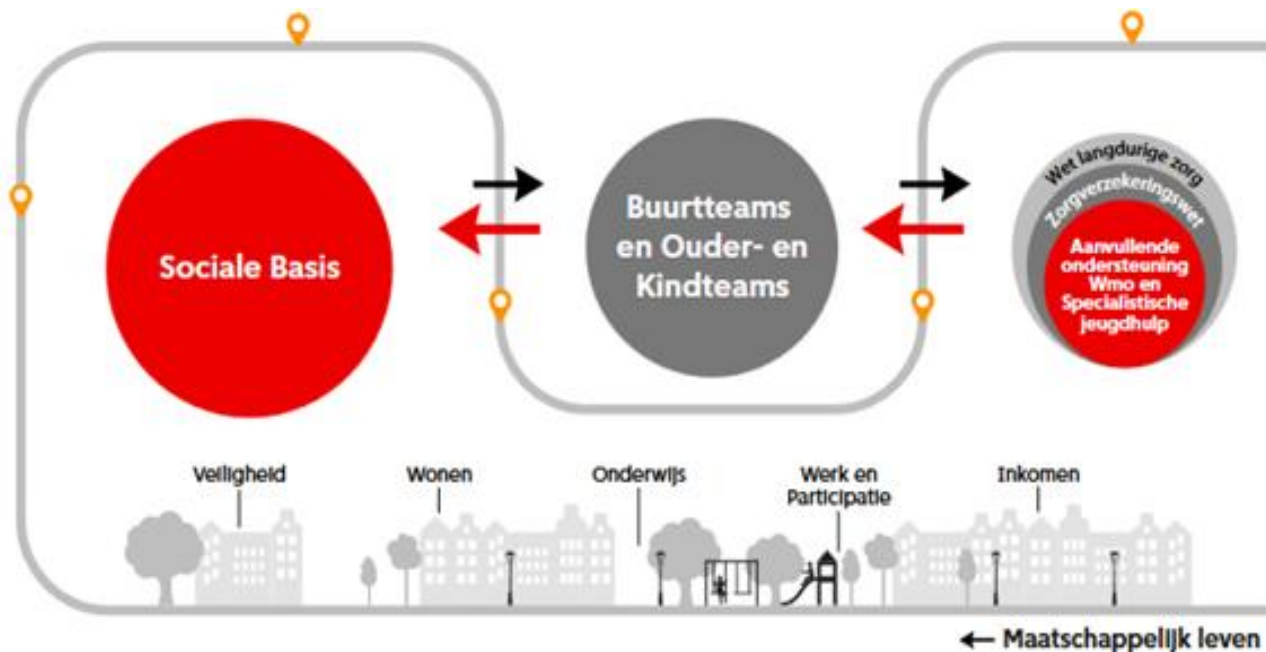 Sociale Basis
Buurtteams
en Ouder- en
Kindteams
Wet langdurige zorg
Zorgverzekeringswet
Aanvullende
ondersteuning
Wmo en
Specialistische
jeugdhulp
Veiligheid
Wonen
Onderwijs
Werk en
Participatie
Inkomen
← Maatschappelijk leven